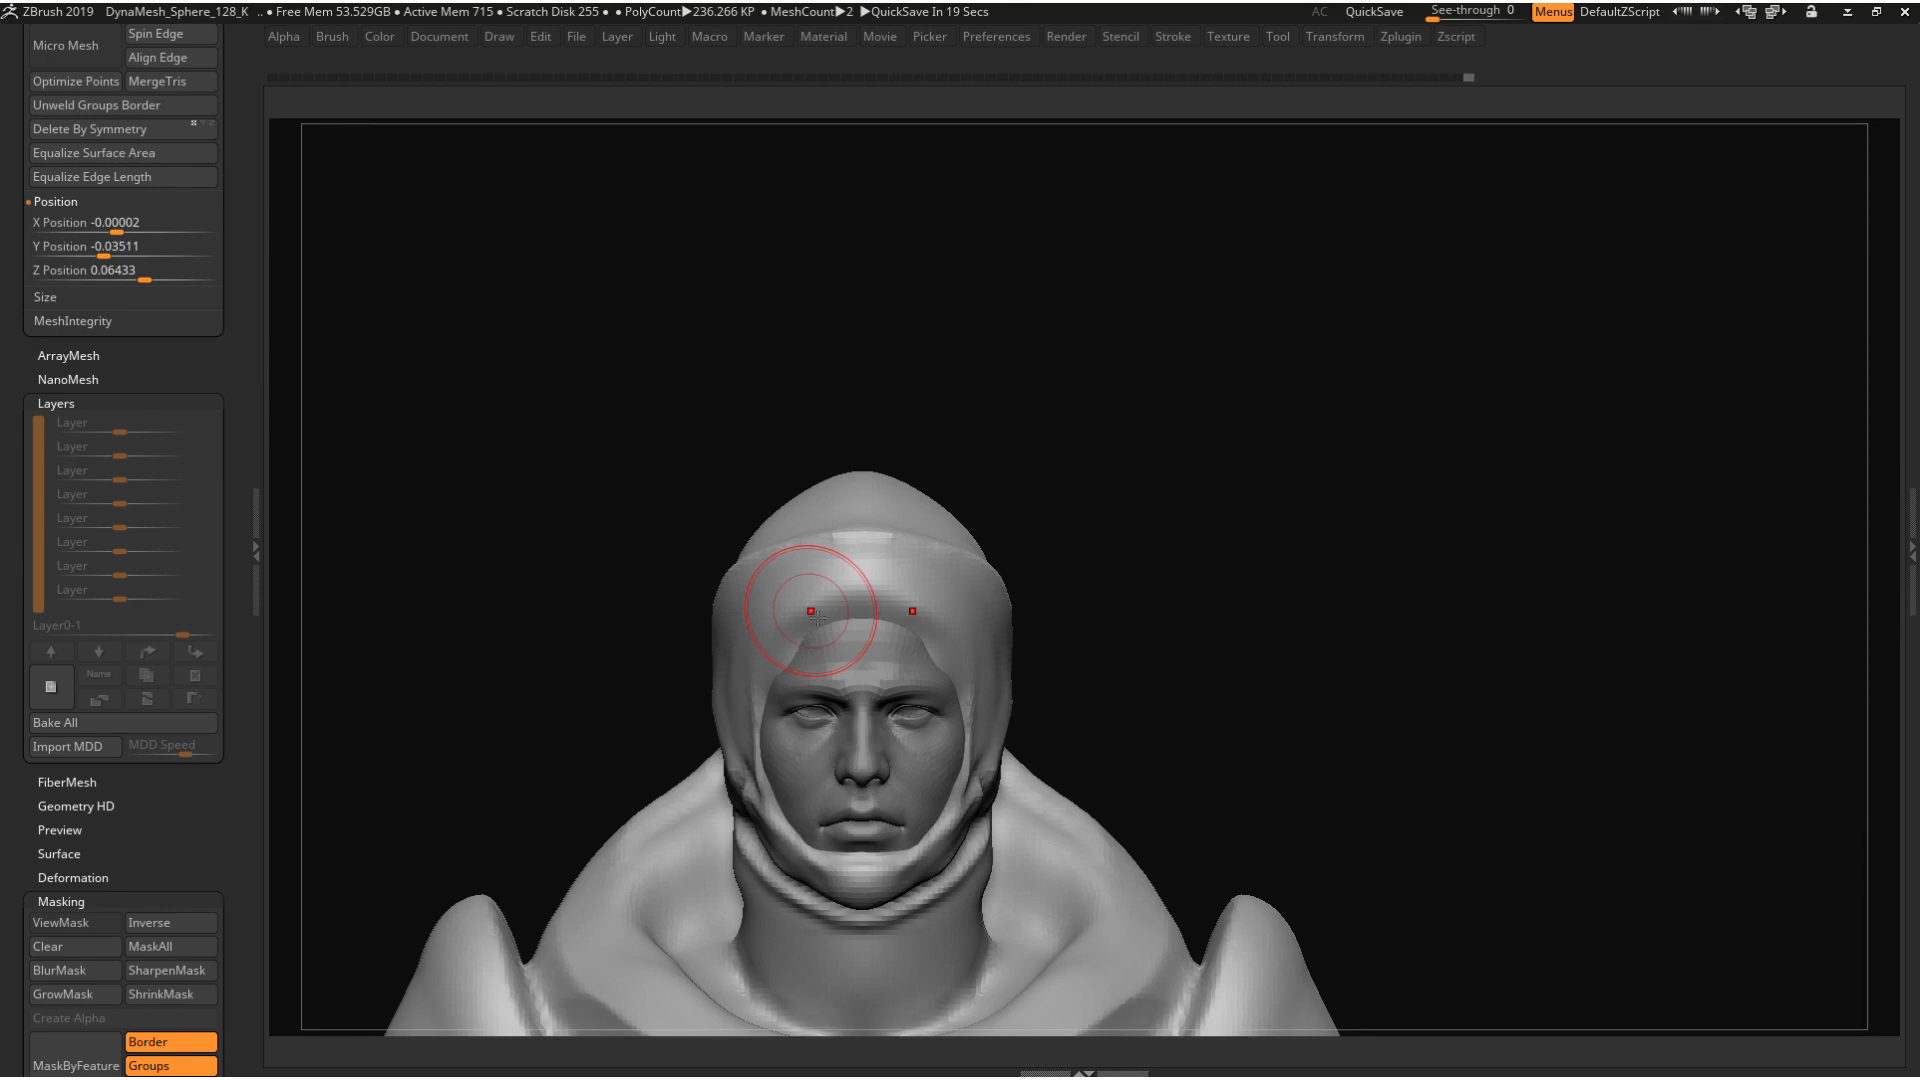 ZBrush 2019 DynaMesh_Sphere_128_K .. • Free Mem 53.529GB • Active Mem 715 • Scratch Disk 255 • • PolyCount▶236.266 KP • MeshCount▶2 ▶QuickSave In 19 Secs AC QuickSave See-through 0 Menus DefaultZScript
Alpha Brush Color Document Draw Edit File Layer Light Macro Marker Material Movie Picker Preferences Render Stencil Stroke Texture Tool Transform Zplugin Zscript
Spin Edge
Micro Mesh
Align Edge
Optimize Points MergeTris
Unweld Groups Border
Delete By Symmetry
Equalize Surface Area
Equalize Edge Length
Position
X Position -0.00002
Y Position -0.03511
Z Position 0.06433
Size
MeshIntegrity
ArrayMesh
NanoMesh
Layers
Layer
Layer
Layer
Layer
Layer
Layer
Layer
Layer
Layer0-1
Name
Bake All
Import MDD MDD Speed
FiberMesh
Geometry HD
Preview
Surface
Deformation
Masking
ViewMask Inverse
Clear MaskAll
BlurMask SharpenMask
GrowMask ShrinkMask
Create Alpha
Border
MaskByFeature Groups